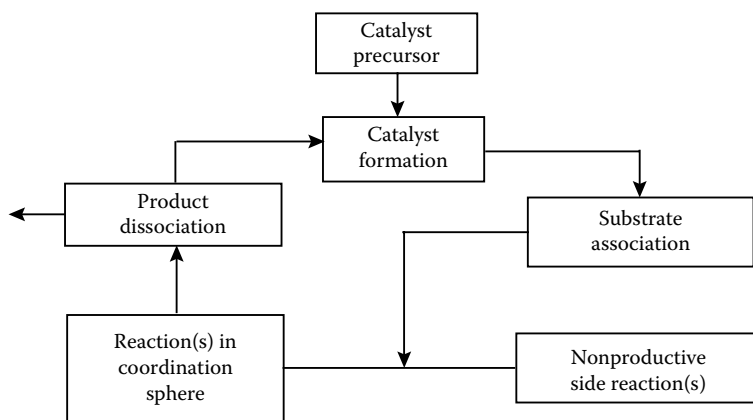 Catalyst
precursor
Catalyst
formation
Product
dissociation
Substrate
association
Reaction(s) in
coordination
sphere
Nonproductive
side reaction(s)